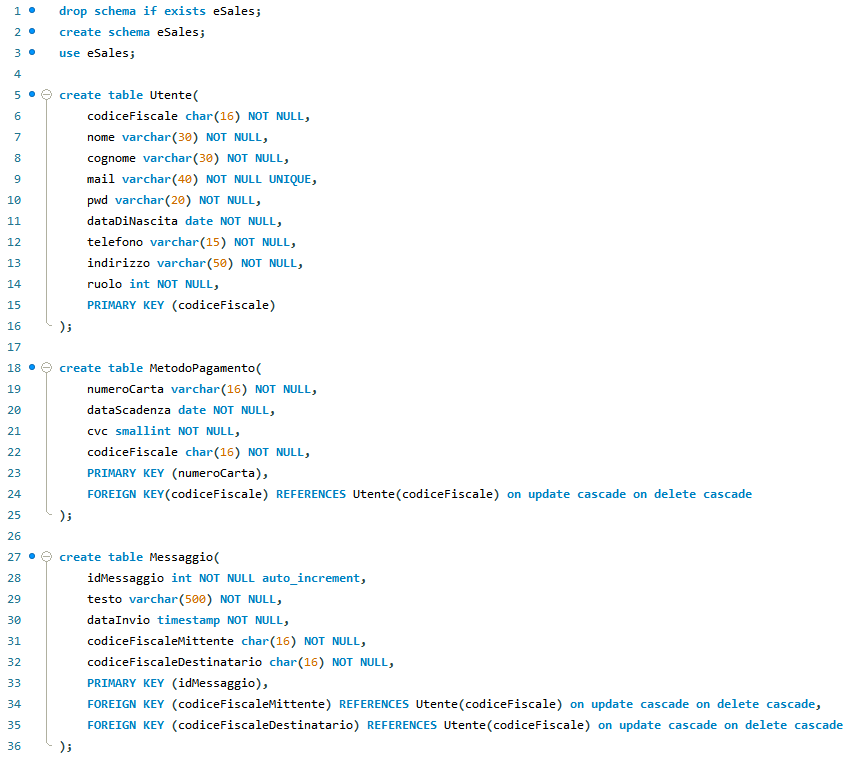 1 drop schema if exists eSales;
2 create schema eSales;
3 use eSales;
4
5 create table Utente(
6 codiceFiscale char(16) NOT NULL,
7 nome varchar(30) NOT NULL,
8 cognome varchar(30) NOT NULL,
9 mail varchar(40) NOT NULL UNIQUE,
10 pwd varchar(20) NOT NULL,
11 dataDiNascita date NOT NULL,
12 telefono varchar(15) NOT NULL,
13 indirizzo varchar(50) NOT NULL,
14 ruolo int NOT NULL,
15 PRIMARY KEY (codiceFiscale)
16 );
17
18 create table MetodoPagamento(
19 numeroCarta varchar(16) NOT NULL,
20 dataScadenza date NOT NULL,
21 cvc smallint NOT NULL,
22 codiceFiscale char(16) NOT NULL,
23 PRIMARY KEY (numeroCarta),
24 FOREIGN KEY(codiceFiscale) REFERENCES Utente(codiceFiscale) on update cascade on delete cascade
25 );
26
27 create table Messaggio(
28 idMessaggio int NOT NULL auto_increment,
29 testo varchar(500) NOT NULL,
30 dataInvio timestamp NOT NULL,
31 codiceFiscaleMittente char(16) NOT NULL,
32 codiceFiscaleDestinatario char(16) NOT NULL,
33 PRIMARY KEY (idMessaggio),
34 FOREIGN KEY (codiceFiscaleMittente) REFERENCES Utente(codiceFiscale) on update cascade on delete cascade,
35 FOREIGN KEY (codiceFiscaleDestinatario) REFERENCES Utente(codiceFiscale) on update cascade on delete cascade
36 );